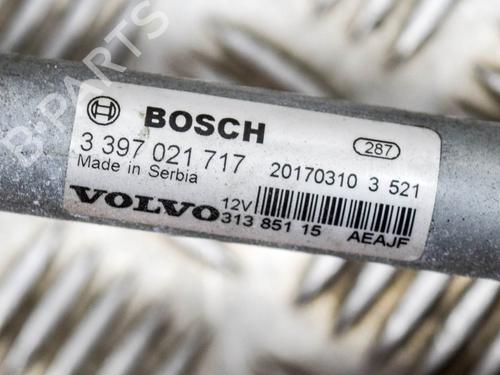 BOSCH
287
3 397 021 717
20170310 3 521
Made in Serbia
VOLVO
12V
313 851 15
AEAJF
B-PARTS